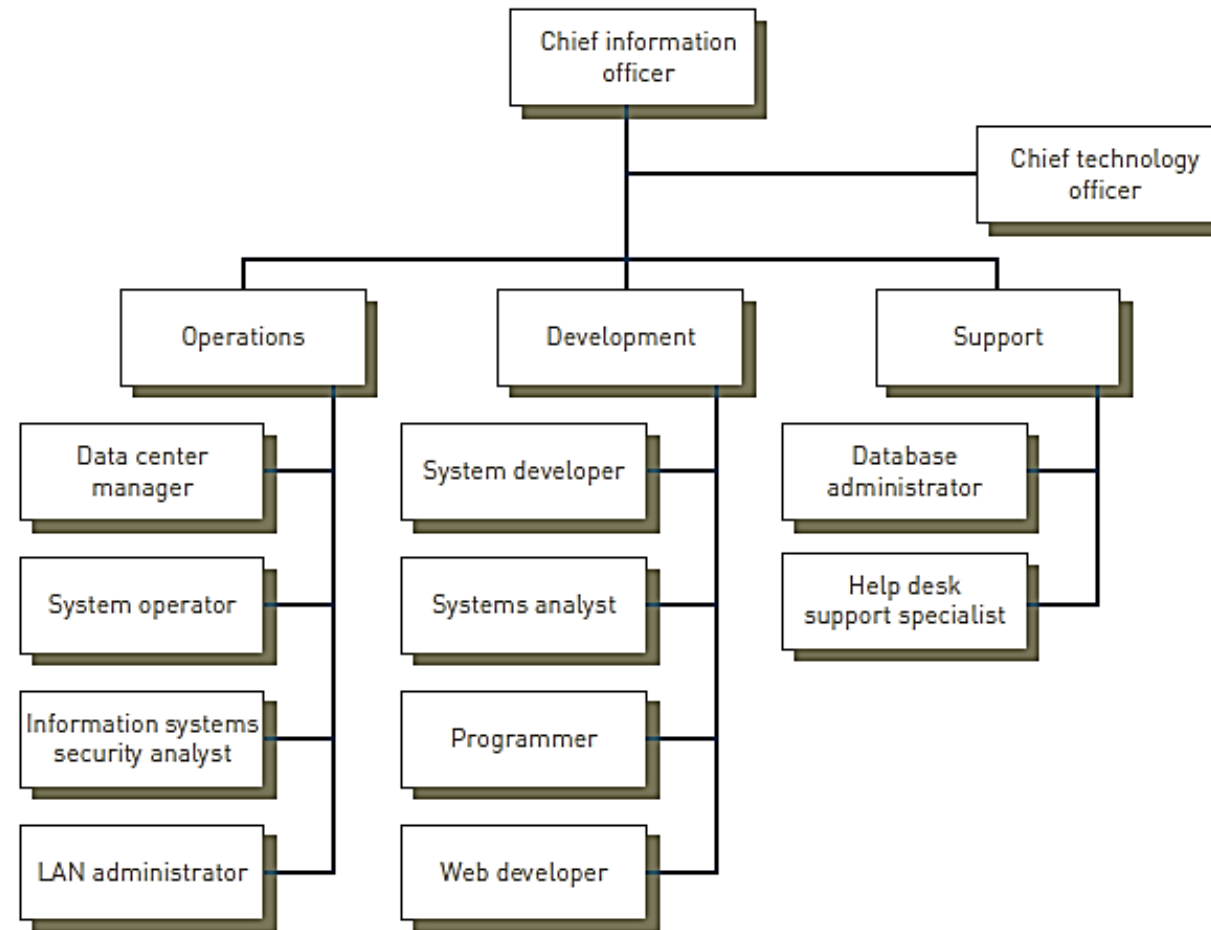 Chief information
officer
Chief technology
officer
Operations
Development
Support
Data center
manager
System operator
Information systems
security analyst
LAN administrator
System developer
Systems analyst
Programmer
Web developer
Database
administrator
Help desk
support specialist